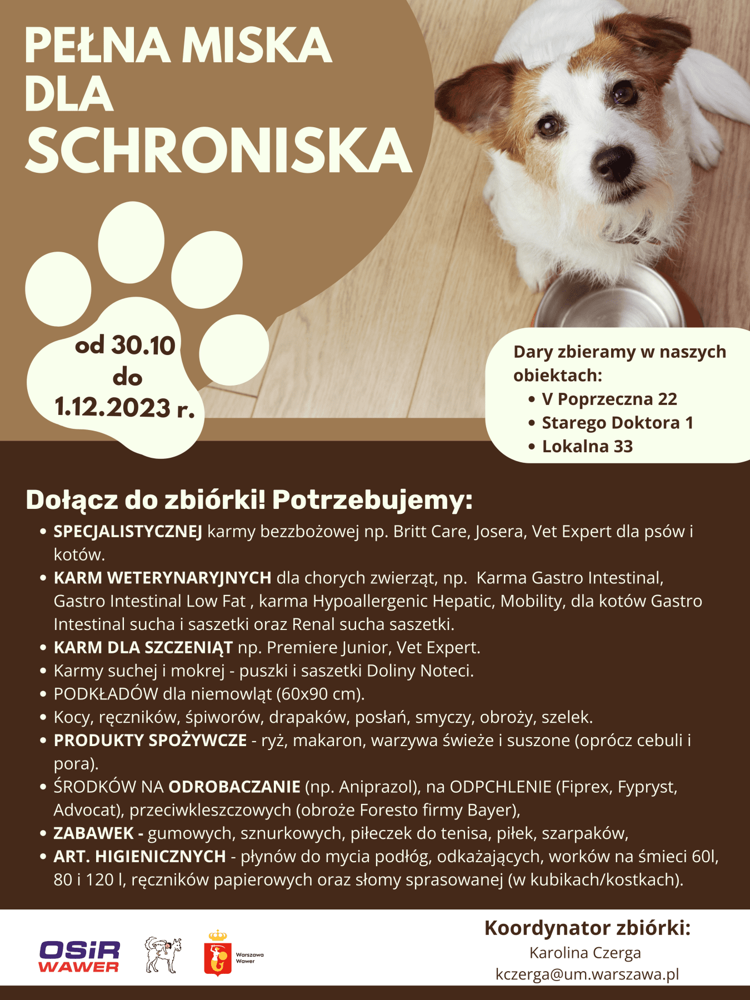 PEŁNA MISKA
DLA
SCHRONISKA
od 30.10
do
1.12.2023 r.
Dary zbieramy w naszych
obiektach:
• V Poprzeczna 22
• Starego Doktora 1
• Lokalna 33
Dołącz do zbiórki! Potrzebujemy:
• SPECJALISTYCZNEJ karmy bezzbożowej np. Britt Care, Josera, Vet Expert dla psów i
kotów.
• KARM WETERYNARYJNYCH dla chorych zwierząt, np.  Karma Gastro Intestinal,
Gastro Intestinal Low Fat , karma Hypoallergenic Hepatic, Mobility, dla kotów Gastro
Intestinal sucha i saszetki oraz Renal sucha saszetki.
• KARM DLA SZCZENIĄT np. Premiere Junior, Vet Expert.
• Karmy suchej i mokrej - puszki i saszetki Doliny Noteci.
• PODKŁADÓW dla niemowląt (60x90 cm).
• Kocy, ręczników, śpiworów, drapaków, posłań, smyczy, obroży, szelek.
• PRODUKTY SPOŻYWCZE - ryż, makaron, warzywa świeże i suszone (oprócz cebuli i
pora).
• ŚRODKÓW NA ODROBACZANIE (np. Aniprazol), na ODPCHLENIE (Fiprex, Fypryst,
Advocat), przeciwkleszczowych (obroże Foresto firmy Bayer),
• ZABAWEK - gumowych, sznurkowych, piłeczek do tenisa, piłek, szarpaków,
• ART. HIGIENICZNYCH - płynów do mycia podłóg, odkażających, worków na śmieci 60l,
80 i 120 l, ręczników papierowych oraz słomy sprasowanej (w kubikach/kostkach).
OSiR
WAWER
Warszawa
Wawer
Koordynator zbiórki:
Karolina Czerga
kczerga@um.warszawa.pl